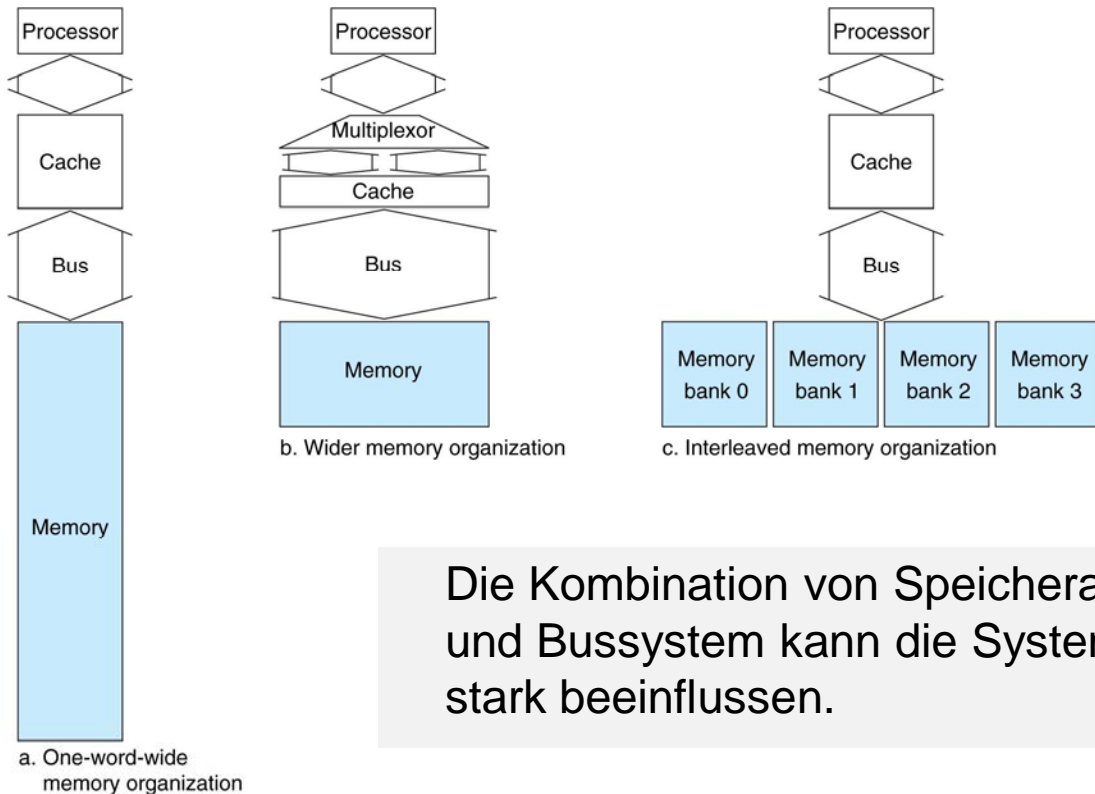 Processor
Cache
Bus
Memory
a. One-word-wide
memory organization
Processor
Multiplexor
Cache
Bus
Memory
b. Wider memory organization
Processor
Cache
Bus
Memory
bank 0
Memory
bank 1
Memory
bank 2
Memory
bank 3
c. Interleaved memory organization
Die Kombination von
und Bussystem kann die
stark beeinflussen.